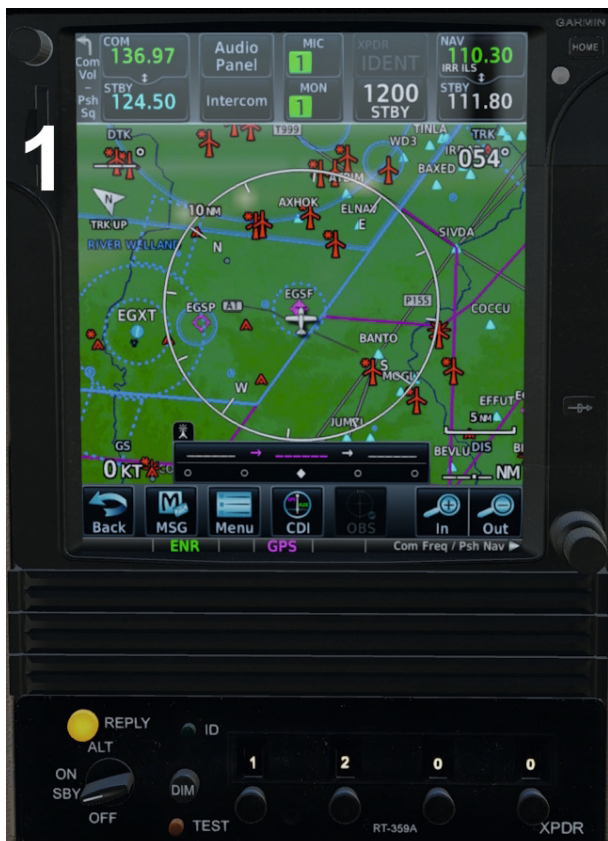 GARMIN
HOME
COM
136.97
Com
Vol
–
Psh
Sq
STBY
124.50
Audio
Panel
Intercom
MIC
1
MON
1
XPDR
IDENT
1200
STBY
NAV
110.30
IRR ILS
STBY
111.80
1
DTK
°
T999
WD3
TINLA
TRK
054°
BAXED
N
TRK UP
10 NM
AXHOK
ELNAV
E
RIVER WELLAND
N
SIVDA
EGXT
EGSP
A1
EGSF
P155
COCCU
BANTO
S
W
EFFUT
5 NM
GS
0 KT
BEVLU
DIS
NM
Back
MSG
Menu
CDI
OBS
In
Out
ENR
GPS
Com Freq / Psh Nav
REPLY
ID
ALT
ON
SBY
OFF
DIM
TEST
1 2 0 0
RT-359A
XPDR